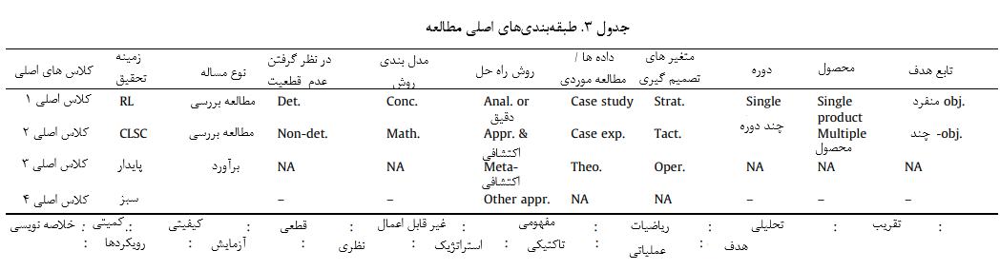 جدول ۳. طبقه‌بندی‌های اصلی مطالعه
کلاس های اصلی زمینه تحقیق نوع مساله در نظر گرفتن عدم قطعیت مدل بندی روش روش راه حل داده ها / مطالعه موردی متغیر های تصمیم گیری دوره محصول تابع هدف
کلاس اصلی ۱ RL مطالعه بررسی Det. Conc. Anal. or دقیق Case study Strat. Single Single product منفرد obj.
کلاس اصلی ۲ CLSC مطالعه بررسی Non-det. Math. Appr. & اکتشافی Case exp. Tact. چند دوره Multiple محصول چند -obj.
کلاس اصلی ۳ پایدار برآورد NA NA Meta- اکتشافی Theo. Oper. NA NA NA
کلاس اصلی ۴ سبز – – Other appr. NA NA – – –
خلاصه نویسی : کمیتی : کیفیتی : قطعی : غیر قابل اعمال : مفهومی : ریاضیات : تحلیلی : تقریب :
رویکردها : آزمایش : نظری : استراتژیک : تاکتیکی : عملیاتی : هدف